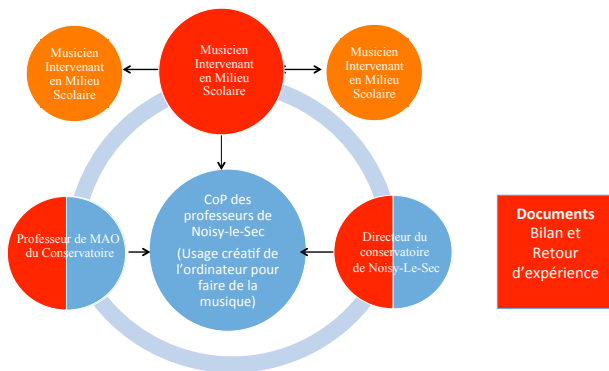 Musicien
Intervenant
en Milieu
Scolaire
Musicien
Intervenant
en Milieu
Scolaire
Musicien
Intervenant
en Milieu
Scolaire
Professeur de MAO
du Conservatoire
CoP des
professeurs de
Noisy-le-Sec
(Usage créatif de
l'ordinateur pour
faire de la
musique)
Directeur du
conservatoire
de Noisy-Le-Sec
Documents
Bilan et
Retour
d'expérience